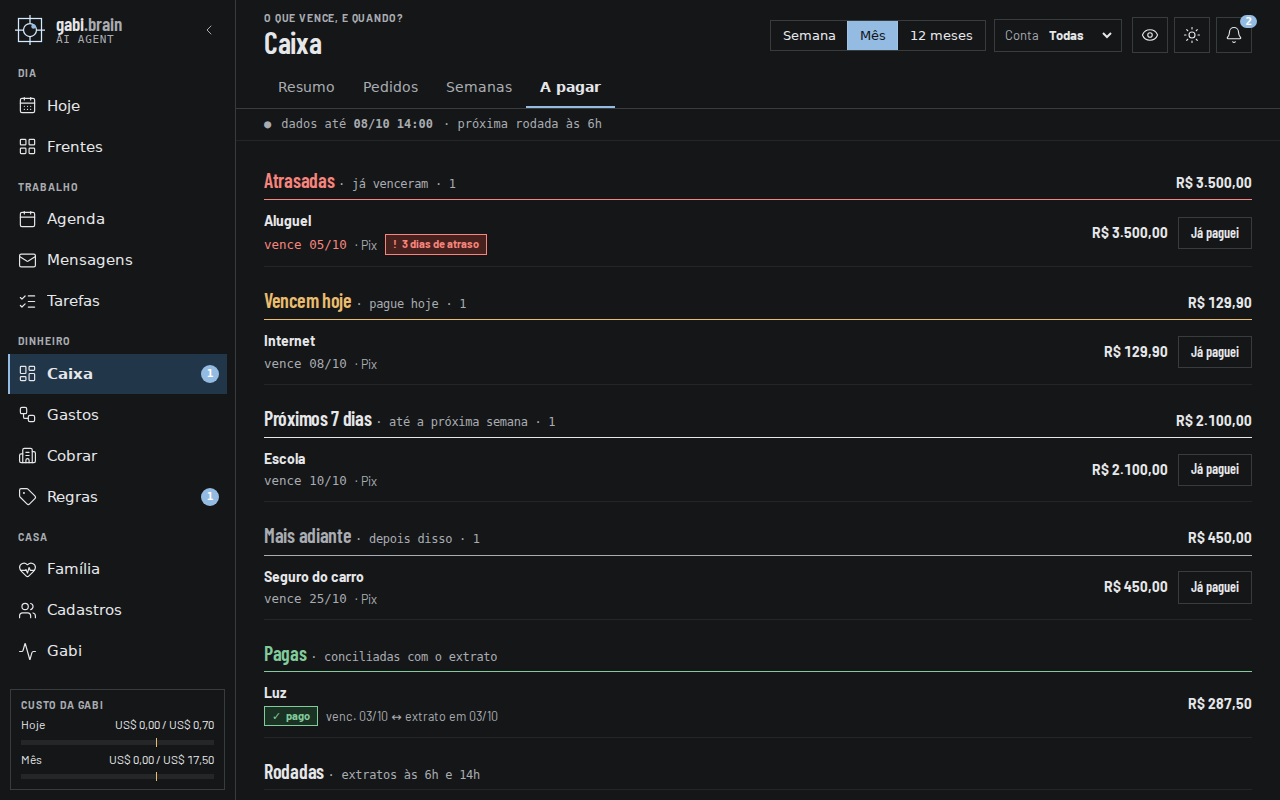 gabi.brain
AI AGENT
DIA
Hoje
Frentes
TRABALHO
Agenda
Mensagens
Tarefas
DINHEIRO
Caixa 1
Gastos
Cobrar
Regras 1
CASA
Família
Cadastros
Gabi
CUSTO DA GABI
Hoje US$ 0,00 / US$ 0,70
Mês US$ 0,00 / US$ 17,50
O QUE VENCE, E QUANDO?
Caixa
Semana Mês 12 meses
Conta Todas
2
Resumo Pedidos Semanas A pagar
● dados até 08/10 14:00 · próxima rodada às 6h
Atrasadas · já venceram · 1 R$ 3.500,00
Aluguel
vence 05/10 · Pix ! 3 dias de atraso
R$ 3.500,00 Já paguei
Vencem hoje · pague hoje · 1 R$ 129,90
Internet
vence 08/10 · Pix
R$ 129,90 Já paguei
Próximos 7 dias · até a próxima semana · 1 R$ 2.100,00
Escola
vence 10/10 · Pix
R$ 2.100,00 Já paguei
Mais adiante · depois disso · 1 R$ 450,00
Seguro do carro
vence 25/10 · Pix
R$ 450,00 Já paguei
Pagas · conciliadas com o extrato
Luz
✓ pago venc. 03/10 ↔ extrato em 03/10
R$ 287,50
Rodadas · extratos às 6h e 14h